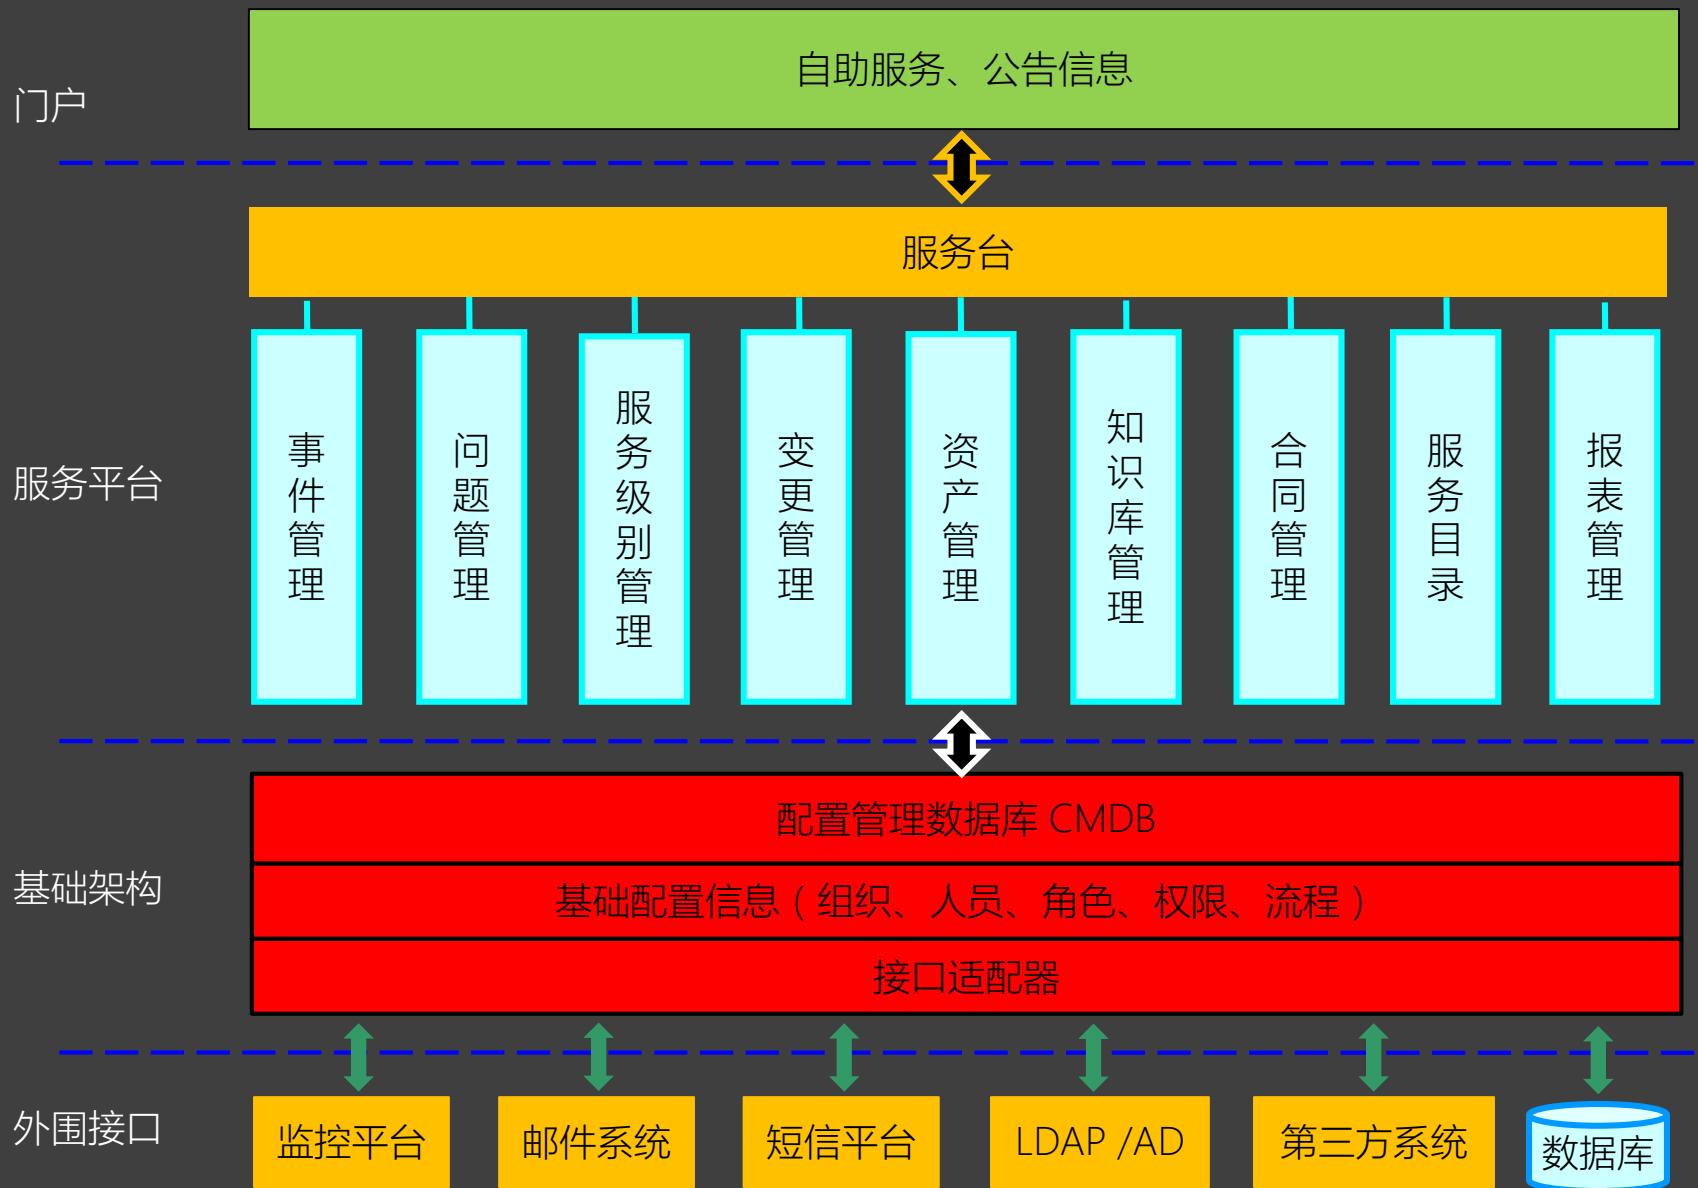 门户
自助服务、公告信息
服务台
服务平台
事件管理
问题管理
服务级别管理
变更管理
资产管理
知识库管理
合同管理
服务目录
报表管理
基础架构
配置管理数据库 CMDB
基础配置信息（组织、人员、角色、权限、流程）
接口适配器
外围接口
监控平台
邮件系统
短信平台
LDAP /AD
第三方系统
数据库